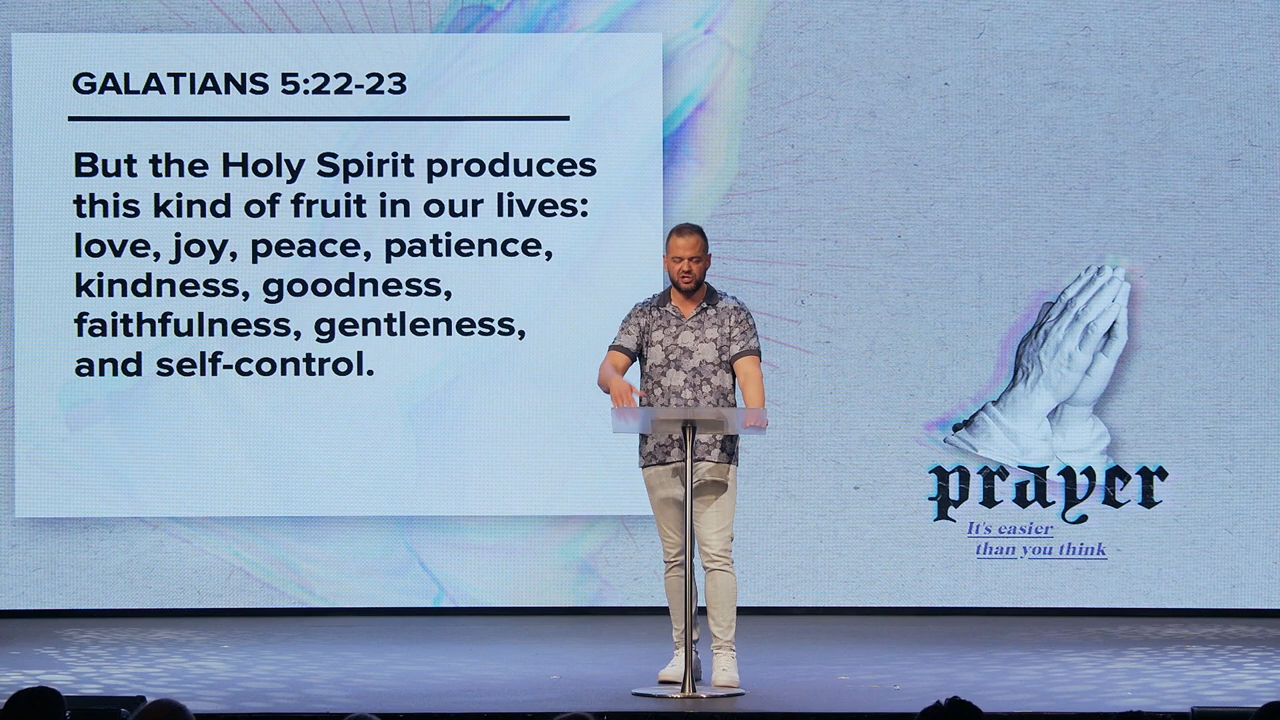 GALATIANS 5:22-23
But the Holy Spirit produces
this kind of fruit in our lives:
love, joy, peace, patience,
kindness, goodness,
faithfulness, gentleness,
and self-control.
prayer
It's easier
than you think